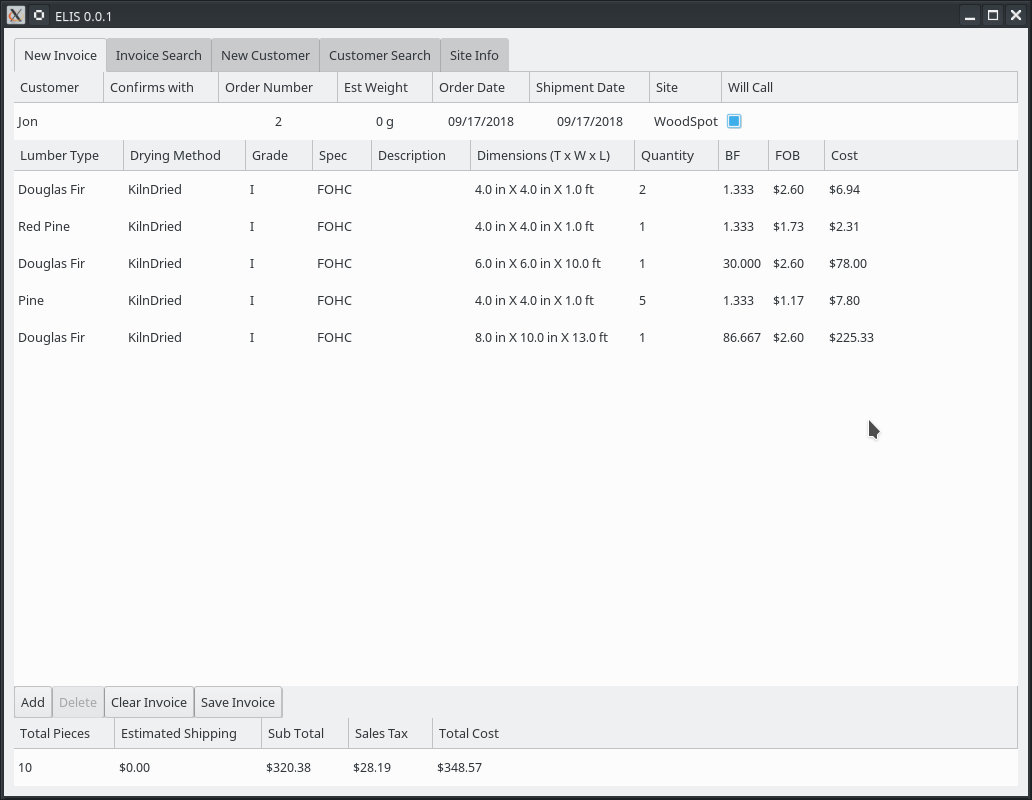 ELIS 0.0.1
New Invoice Invoice Search New Customer Customer Search Site Info
Customer Confirms with Order Number Est Weight Order Date Shipment Date Site Will Call
Jon 2 0 g 09/17/2018 09/17/2018 WoodSpot
Lumber Type Drying Method Grade Spec Description Dimensions (T x W x L) Quantity BF FOB Cost
Douglas Fir KilnDried I FOHC 4.0 in X 4.0 in X 1.0 ft 2 1.333 $2.60 $6.94
Red Pine KilnDried I FOHC 4.0 in X 4.0 in X 1.0 ft 1 1.333 $1.73 $2.31
Douglas Fir KilnDried I FOHC 6.0 in X 6.0 in X 10.0 ft 1 30.000 $2.60 $78.00
Pine KilnDried I FOHC 4.0 in X 4.0 in X 1.0 ft 5 1.333 $1.17 $7.80
Douglas Fir KilnDried I FOHC 8.0 in X 10.0 in X 13.0 ft 1 86.667 $2.60 $225.33
Add Delete Clear Invoice Save Invoice
Total Pieces Estimated Shipping Sub Total Sales Tax Total Cost
10 $0.00 $320.38 $28.19 $348.57